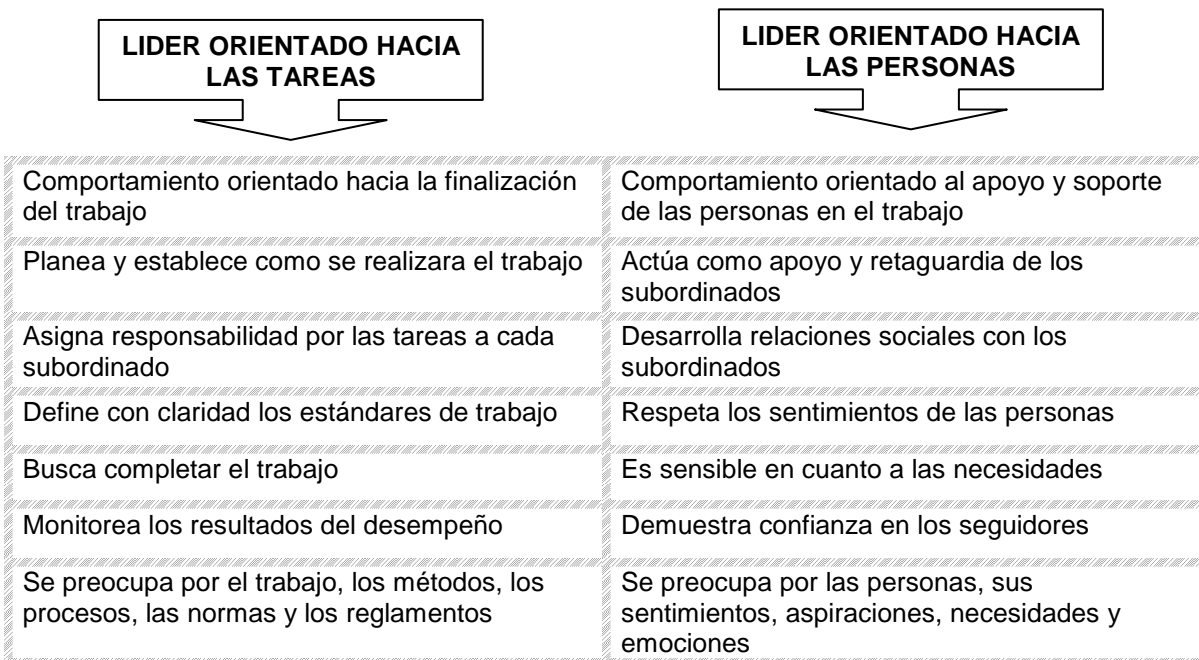 LIDER ORIENTADO HACIA
LAS TAREAS
LIDER ORIENTADO HACIA
LAS PERSONAS
Comportamiento orientado hacia la finalización
del trabajo
Comportamiento orientado al apoyo y soporte
de las personas en el trabajo
Planea y establece como se realizara el trabajo
Actúa como apoyo y retaguardia de los
subordinados
Asigna responsabilidad por las tareas a cada
subordinado
Desarrolla relaciones sociales con los
subordinados
Define con claridad los estándares de trabajo
Respeta los sentimientos de las personas
Busca completar el trabajo
Es sensible en cuanto a las necesidades
Monitorea los resultados del desempeño
Demuestra confianza en los seguidores
Se preocupa por el trabajo, los métodos, los
procesos, las normas y los reglamentos
Se preocupa por las personas, sus
sentimientos, aspiraciones, necesidades y
emociones